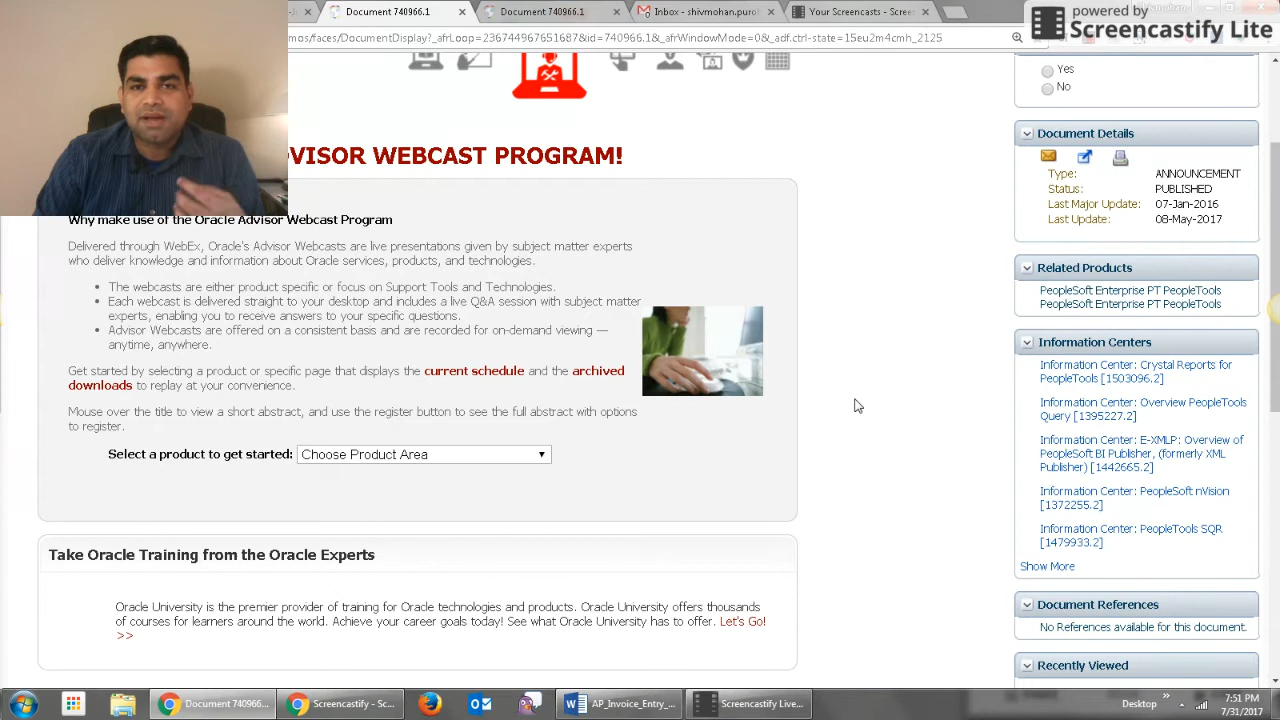 Document 740966.1
Document 740966.1
Inbox - shivmohan.puro
Your Screencasts - Screen
powered by
Screencastify Lite
mos/faces/DocumentDisplay?_afrLoop=236744967651687&id=740966.1&_afrWindowMode=0&_adf.ctrl-state=15eu2m4cmh_2125
Yes
No
VISOR WEBCAST PROGRAM!
Why make use of the Oracle Advisor Webcast Program
Delivered through WebEx, Oracle's Advisor Webcasts are live presentations given by subject matter experts
who deliver knowledge and information about Oracle services, products, and technologies.
The webcasts are either product specific or focus on Support Tools and Technologies.
Each webcast is delivered straight to your desktop and includes a live Q&A session with subject matter
experts, enabling you to receive answers to your specific questions.
Advisor Webcasts are offered on a consistent basis and are recorded for on-demand viewing —
anytime, anywhere.
Get started by selecting a product or specific page that displays the current schedule and the archived
downloads to replay at your convenience.
Mouse over the title to view a short abstract, and use the register button to see the full abstract with options
to register.
Select a product to get started: Choose Product Area
Take Oracle Training from the Oracle Experts
Oracle University is the premier provider of training for Oracle technologies and products. Oracle University offers thousands
of courses for learners around the world. Achieve your career goals today! See what Oracle University has to offer. Let's Go!
>>
Document Details
Type: ANNOUNCEMENT
Status: PUBLISHED
Last Major Update: 07-Jan-2016
Last Update: 08-May-2017
Related Products
PeopleSoft Enterprise PT PeopleTools
PeopleSoft Enterprise PT PeopleTools
Information Centers
Information Center: Crystal Reports for
PeopleTools [1503096.2]
Information Center: Overview PeopleTools
Query [1395227.2]
Information Center: E-XMLP: Overview of
PeopleSoft BI Publisher, (formerly XML
Publisher) [1442665.2]
Information Center: PeopleSoft nVision
[1372255.2]
Information Center: PeopleTools SQR
[1479933.2]
Show More
Document References
No References available for this document.
Recently Viewed
Document 740966...
Screencastify - Sc...
AP_Invoice_Entry_...
Screencastify Live...
Desktop
7:51 PM
7/31/2017